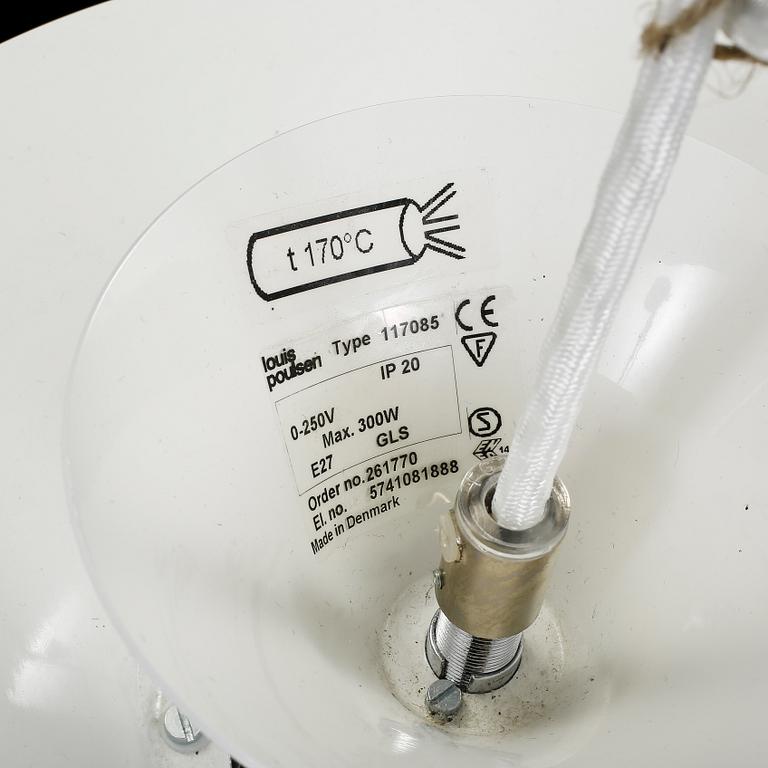 t 170°C
louis poulsen Type 117085
CE
F
IP 20
0-250V
Max. 300W
E27 GLS
S
14
Order no. 261770
El. no. 5741081888
Made in Denmark